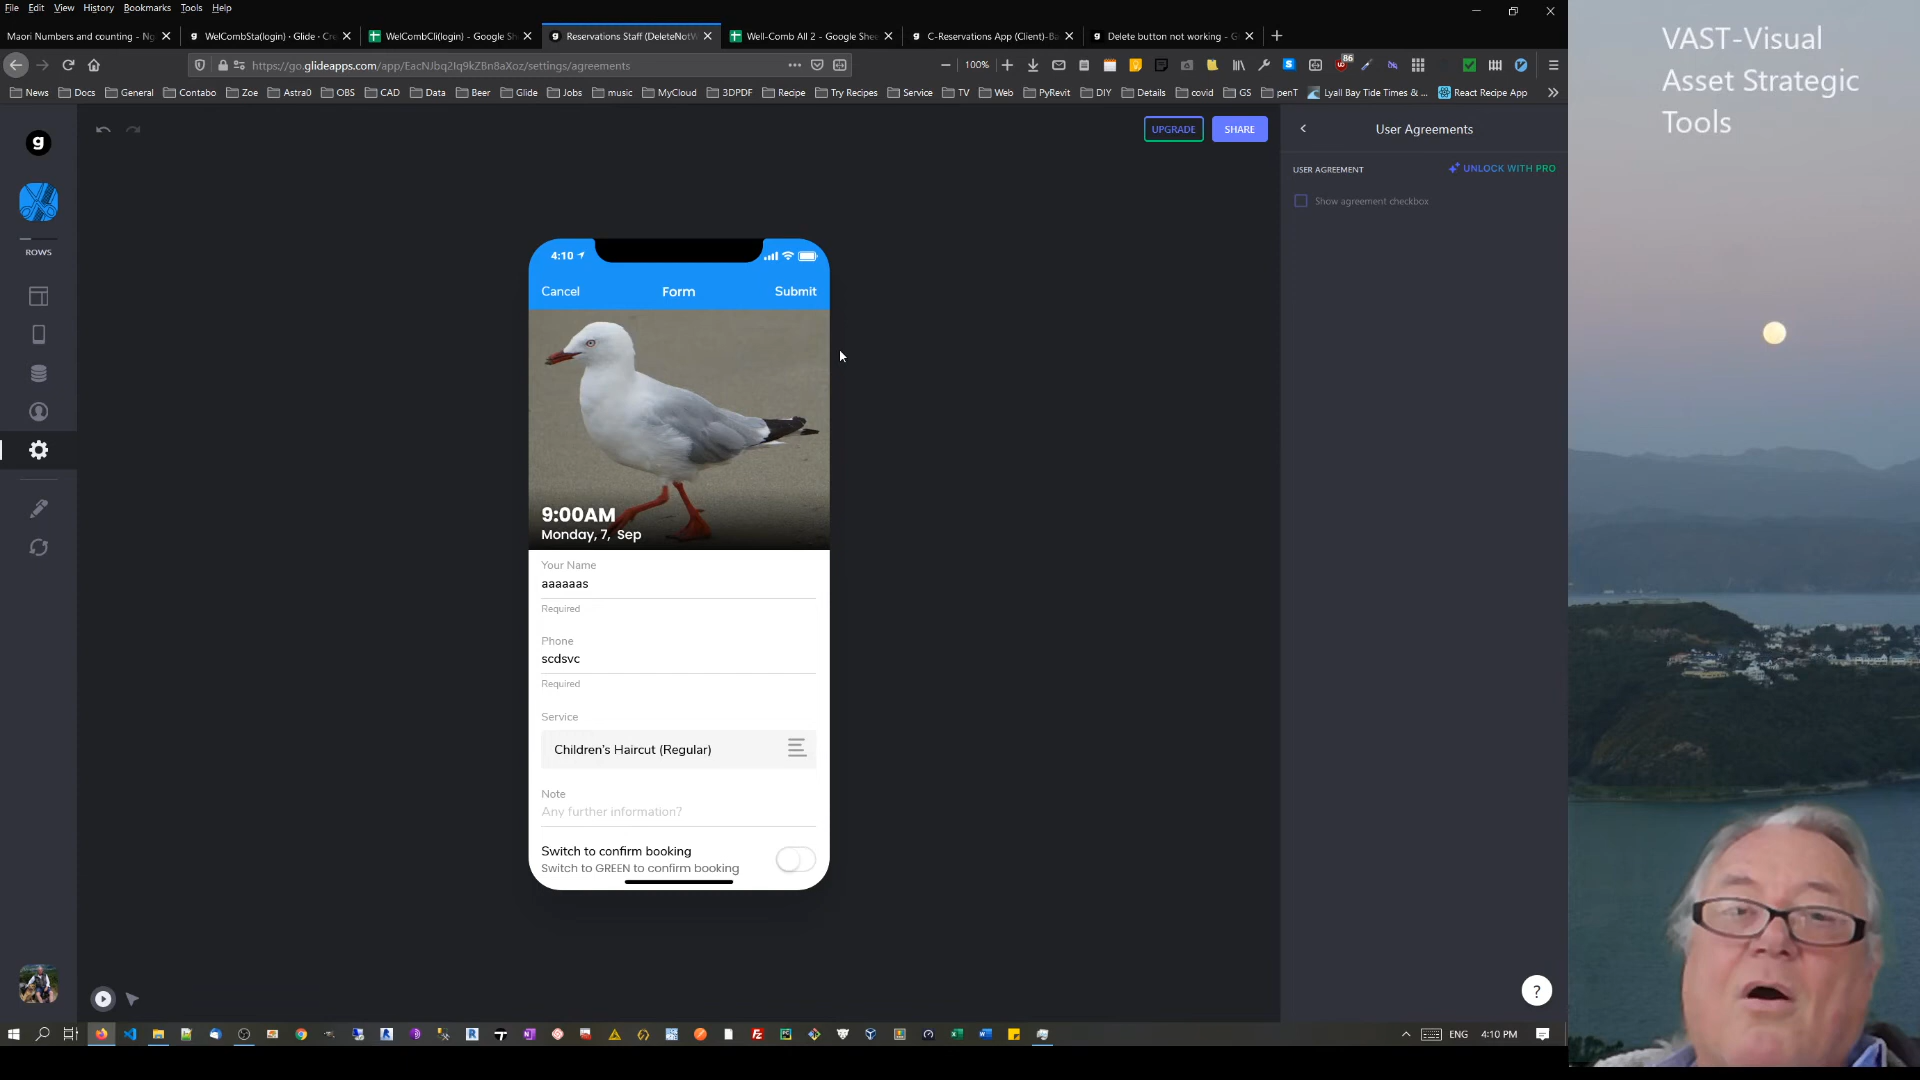 File Edit View History Bookmarks Tools Help
Maori Numbers and counting - N
WelCombSta(login) · Glide · Cre
WelCombCli(login) - Google Sh
Reservations Staff (DeleteNotW
Well-Comb All 2 - Google Shee
C-Reservations App (Client)-Ba
Delete button not working - G
https://go.glideapps.com/app/EacNJbq2Iq9kZBn8aXoz/settings/agreements
100%
86
News Docs General Contabo Zoe Astra0 OBS CAD Data Beer Glide Jobs music MyCloud 3DPDF Recipe Try Recipes Service TV Web PyRevit DIY Details covid GS penT Lyall Bay Tide Times & ... React Recipe App
VAST-Visual
Asset Strategic
Tools
g
ROWS
UPGRADE
SHARE
User Agreements
USER AGREEMENT
UNLOCK WITH PRO
Show agreement checkbox
4:10
Cancel Form Submit
9:00AM
Monday, 7, Sep
Your Name
aaaaaas
Required
Phone
scdsvc
Required
Service
Children's Haircut (Regular)
Note
Any further information?
Switch to confirm booking
Switch to GREEN to confirm booking
?
ENG 4:10 PM